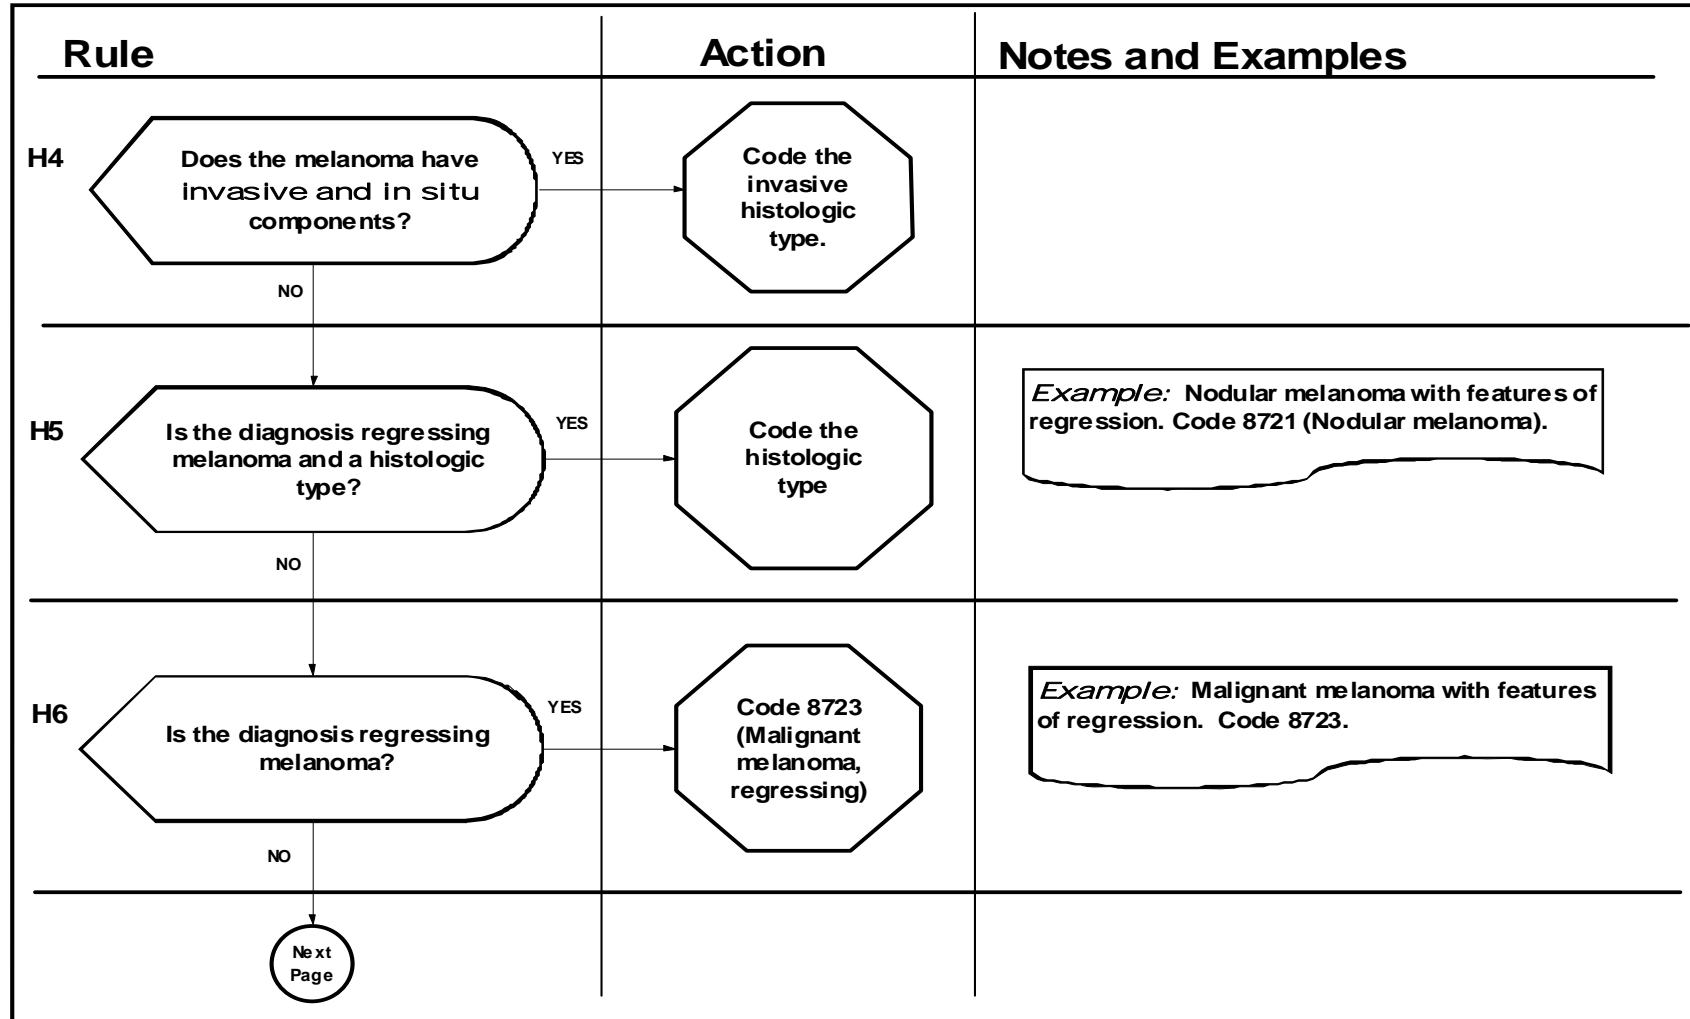 Rule
Action
Notes and Examples
H4
Does the melanoma have
invasive and in situ
components?
YES
Code the
invasive
histologic
type.
NO
H5
Is the diagnosis regressing
melanoma and a histologic
type?
YES
Code the
histologic
type
Example: Nodular melanoma with features of
regression. Code 8721 (Nodular melanoma).
NO
H6
Is the diagnosis regressing
melanoma?
YES
Code 8723
(Malignant
melanoma,
regressing)
Example: Malignant melanoma with features
of regression. Code 8723.
NO
Next
Page